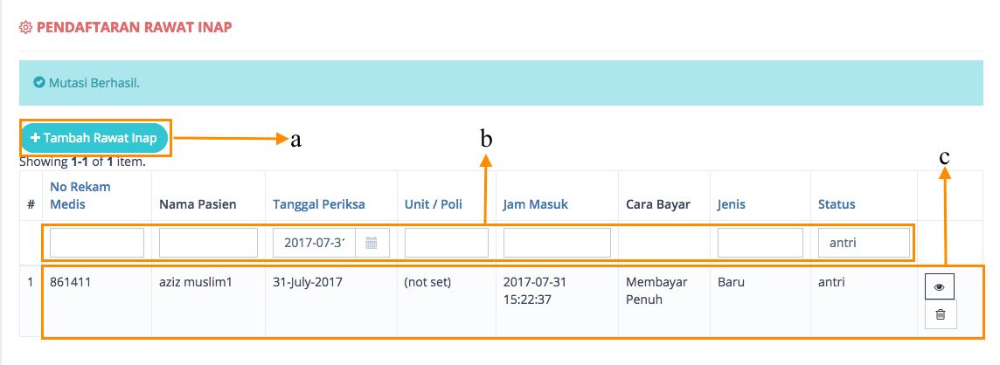 PENDAFTARAN RAWAT INAP
Mutasi Berhasil.
+ Tambah Rawat Inap
a
b
c
Showing 1-1 of 1 item.
# No Rekam Medis Nama Pasien Tanggal Periksa Unit / Poli Jam Masuk Cara Bayar Jenis Status
2017-07-31 antri
1 861411 aziz muslim1 31-July-2017 (not set) 2017-07-31 15:22:37 Membayar Penuh Baru antri